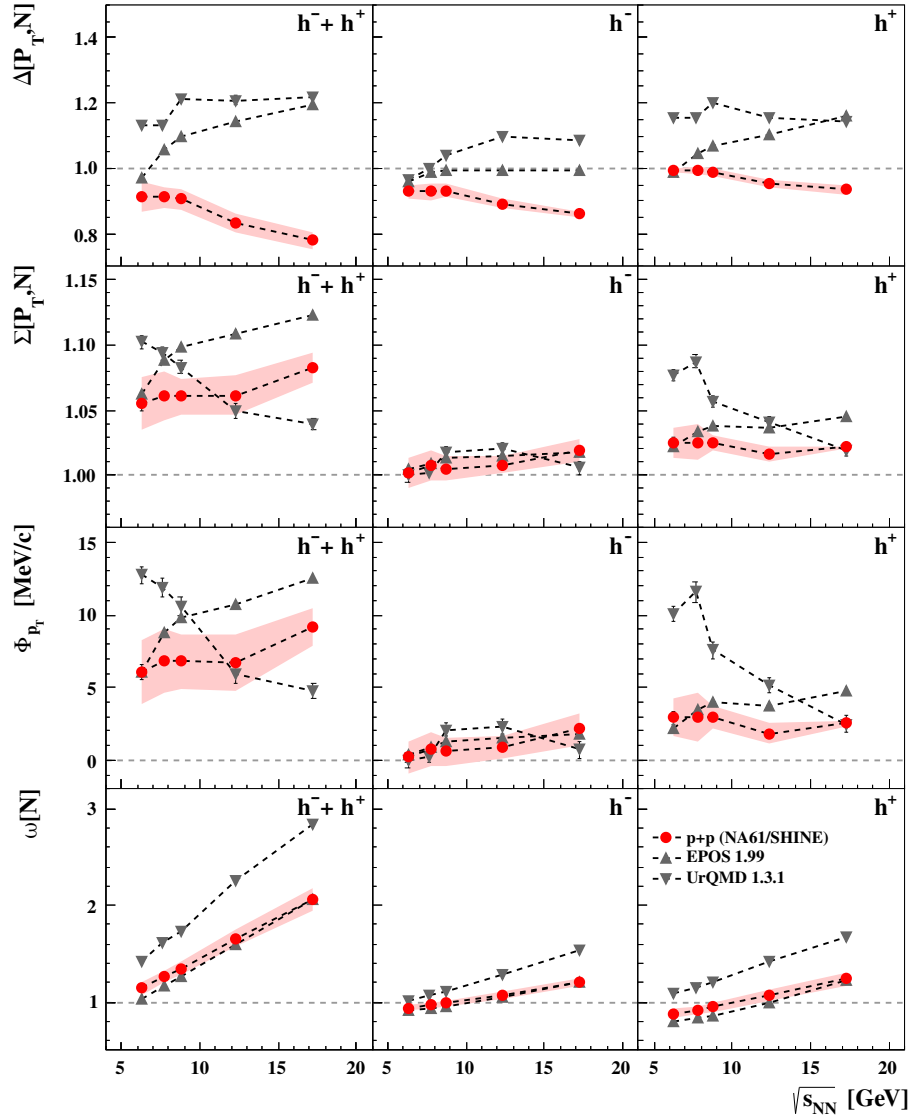 h⁻+ h⁺
h⁻
h⁺
Δ[P_T,N]
1.4
1.2
1.0
0.8
h⁻+ h⁺
h⁻
h⁺
Σ[P_T,N]
1.15
1.10
1.05
1.00
h⁻+ h⁺
h⁻
h⁺
Φ_{p_T} [MeV/c]
15
10
5
0
h⁻+ h⁺
h⁻
h⁺
ω[N]
3
2
1
p+p (NA61/SHINE)
EPOS 1.99
UrQMD 1.3.1
5 10 15 20 5 10 15 20 5 10 15 20
√s_NN [GeV]